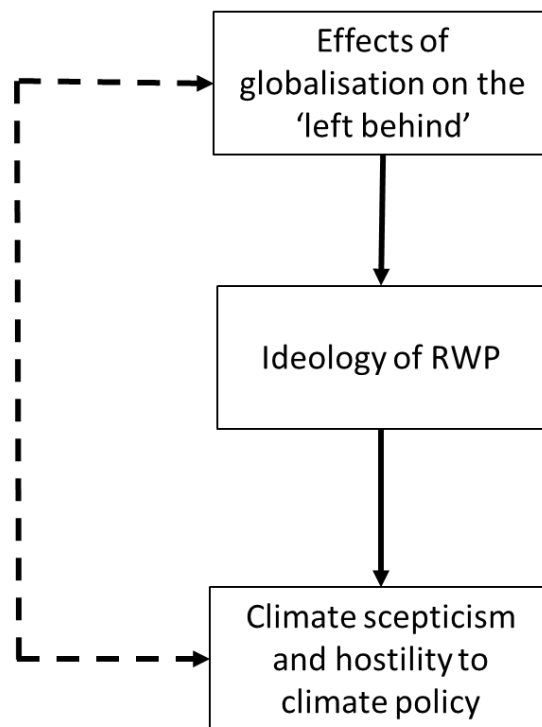 Effects of
globalisation on the
‘left behind’
Ideology of RWP
Climate scepticism
and hostility to
climate policy